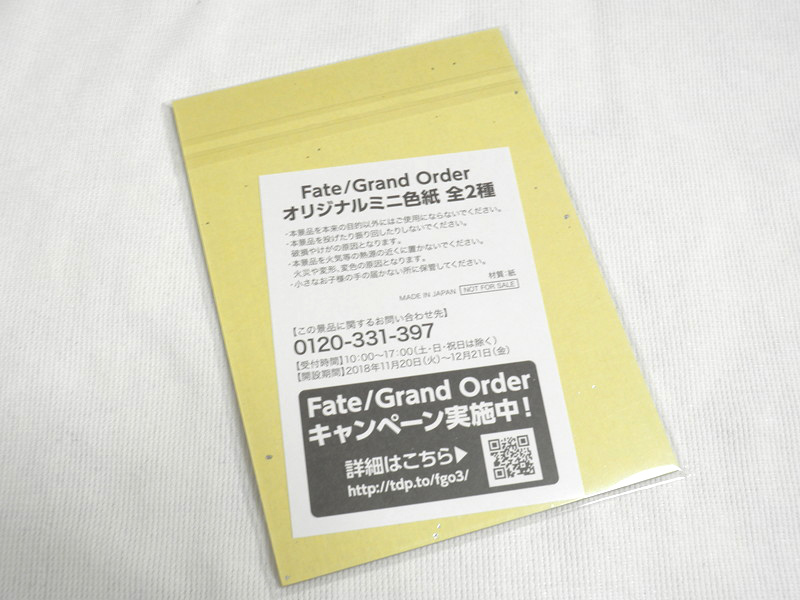 Fate/Grand Order
オリジナルミニ色紙 全2種
・本景品を本来の目的以外にはご使用にならないでください。
・本景品を投げたり振り回したりしないでください。
破損やけがの原因となります。
・本景品を火気等の熱源の近くに置かないでください。
火災や変形、変色の原因となります。
・小さなお子様の手の届かない所に保管してください。
材質:紙
MADE IN JAPAN NOT FOR SALE
【この景品に関するお問い合わせ先】
0120-331-397
【受付時間】10:00〜17:00(土・日・祝日は除く)
【開設期間】2018年11月20日(火)〜12月21日(金)
Fate/Grand Order
キャンペーン実施中!
詳細はこちら▶
http://tdp.to/fgo3/